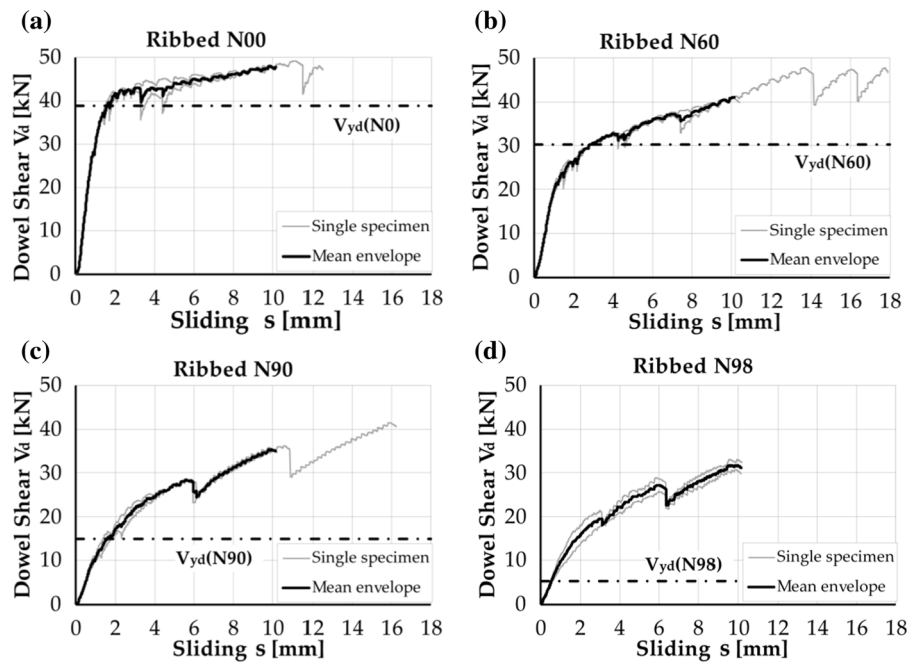 (a)
Ribbed N00
50
40
30
20
10
0
Dowel Shear Vd [kN]
Vyd(N0)
Single specimen
Mean envelope
0 2 4 6 8 10 12 14 16 18
Sliding s [mm]
(b)
Ribbed N60
50
40
30
20
10
0
Dowel Shear Vd [kN]
Vyd(N60)
Single specimen
Mean envelope
0 2 4 6 8 10 12 14 16 18
Sliding s [mm]
(c)
Ribbed N90
50
40
30
20
10
0
Dowel Shear Vd [kN]
Vyd(N90)
Single specimen
Mean envelope
0 2 4 6 8 10 12 14 16 18
Sliding s [mm]
(d)
Ribbed N98
50
40
30
20
10
0
Dowel Shear Vd [kN]
Vyd(N98)
Single specimen
Mean envelope
0 2 4 6 8 10 12 14 16 18
Sliding s [mm]